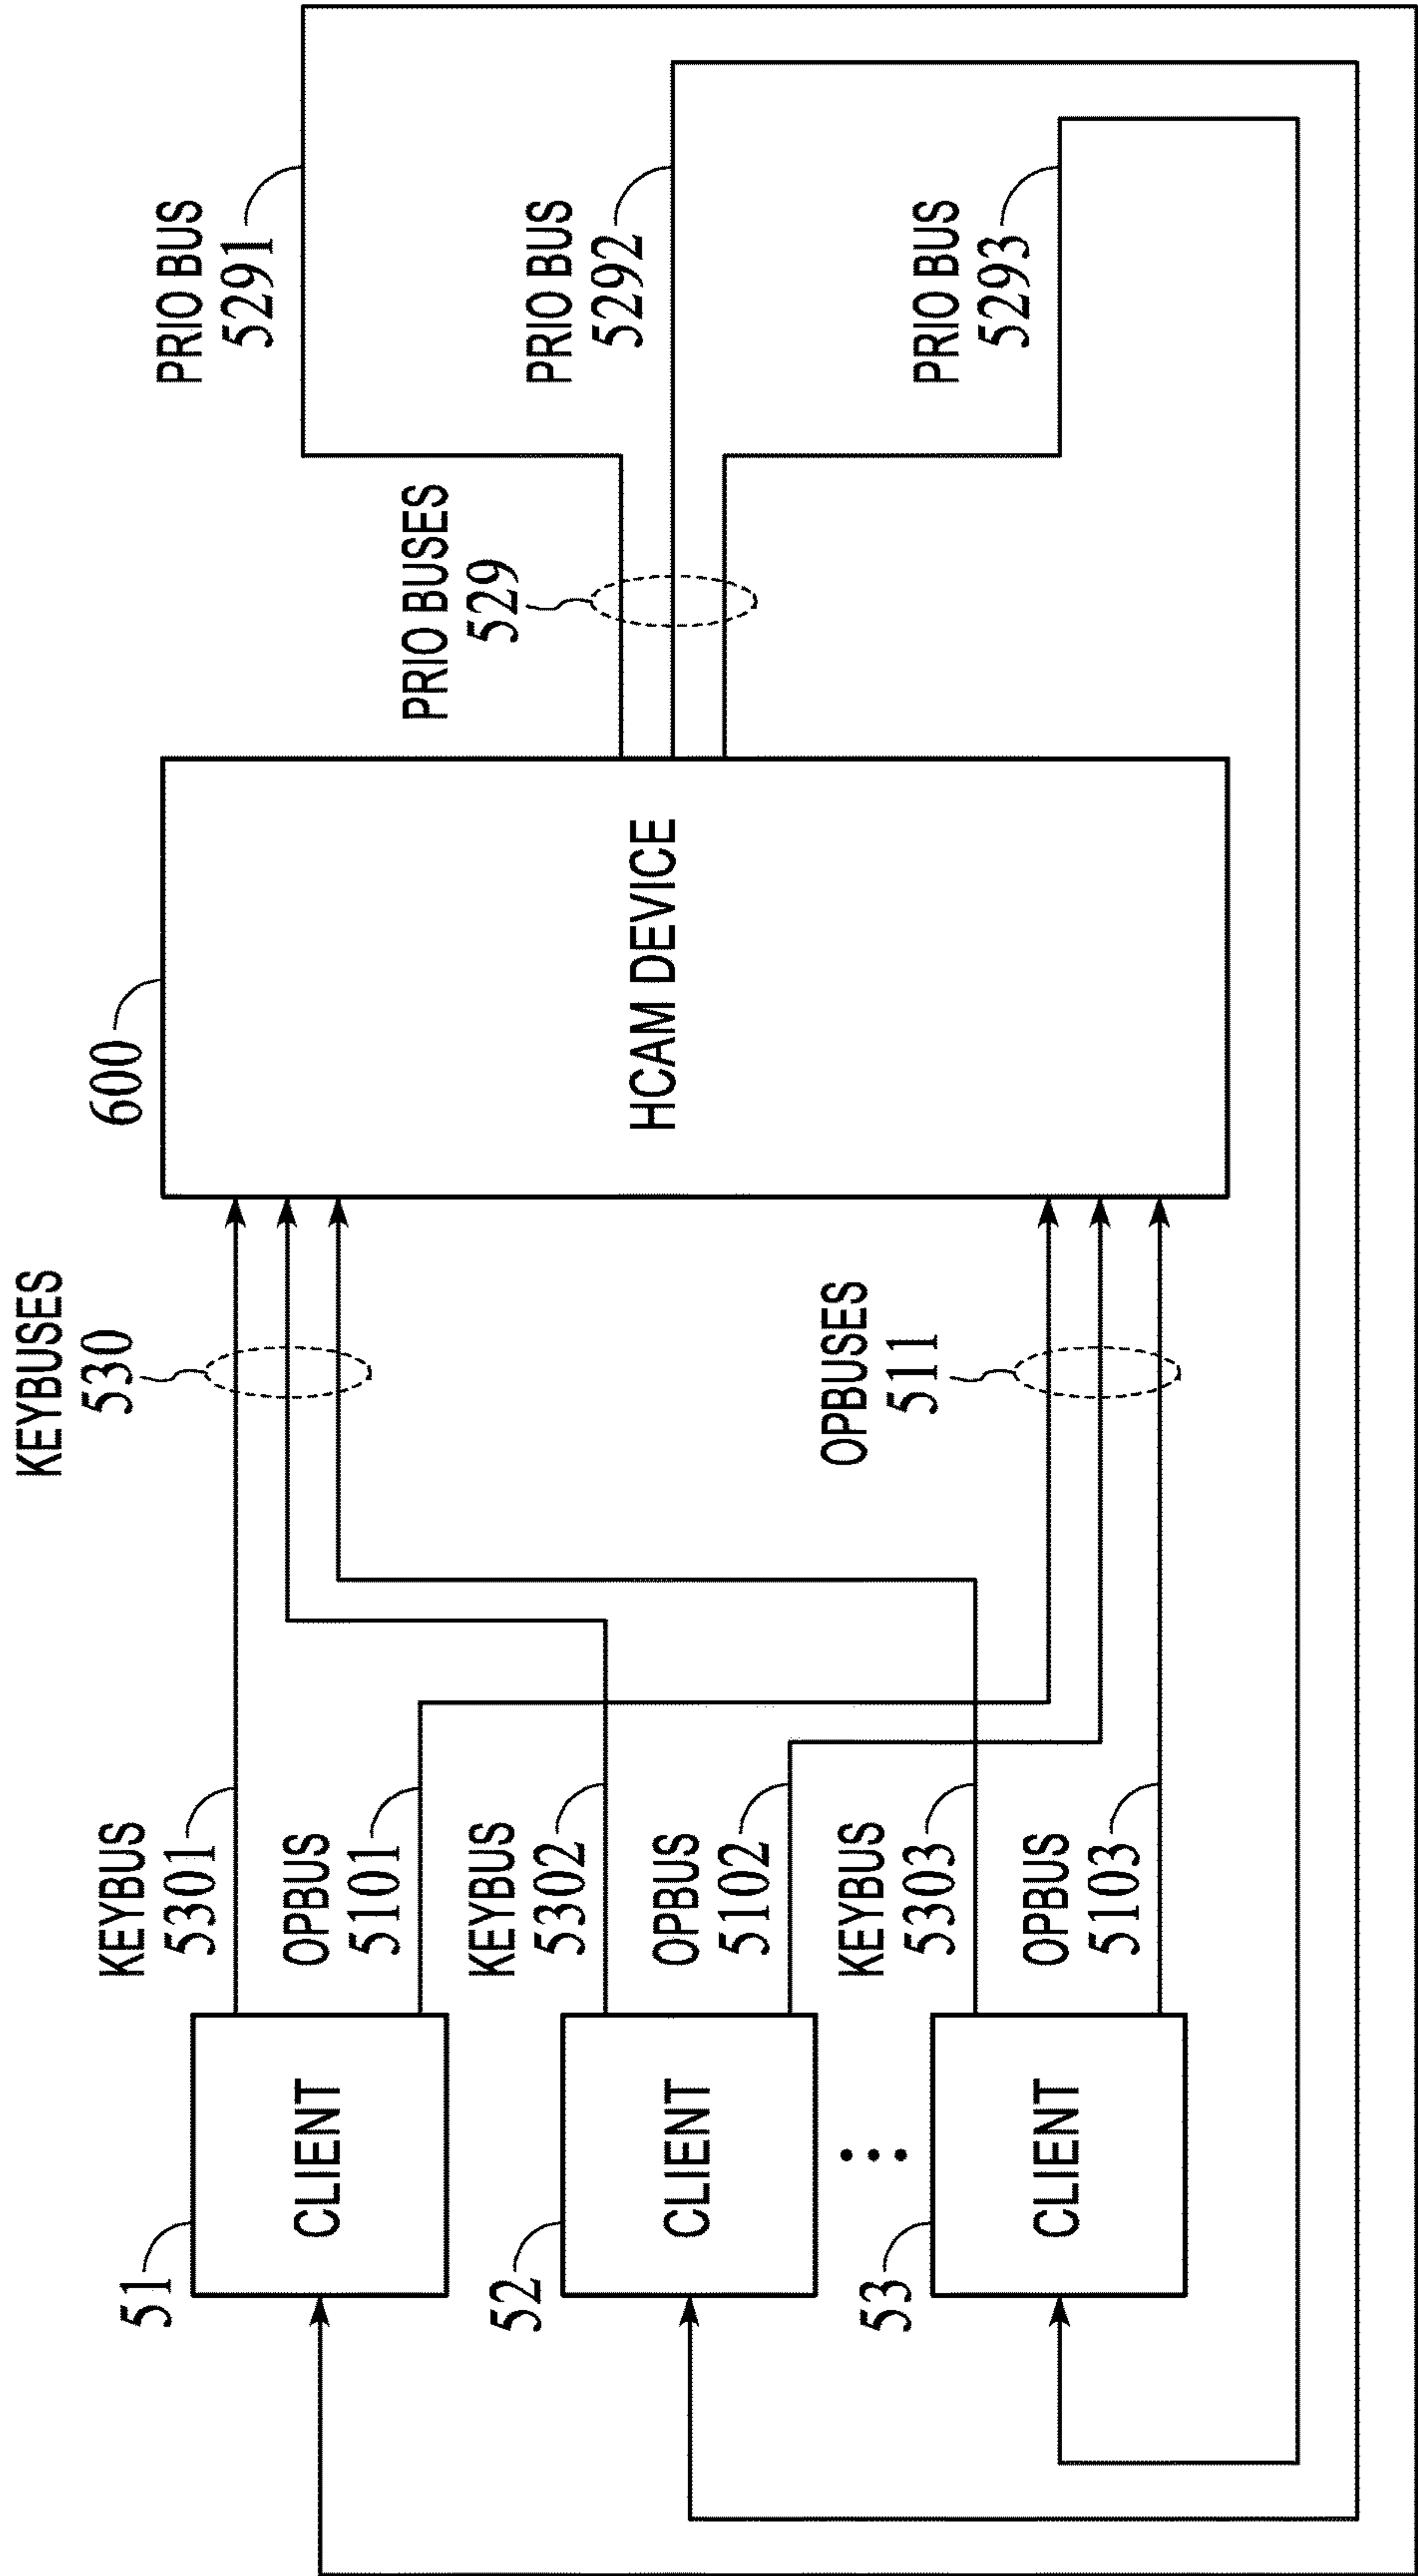 KEYBUSES
530
600
PRIO BUSES
529
PRIO BUS
5291
PRIO BUS
5292
PRIO BUS
5293
HCAM DEVICE
OPBUSES
511
KEYBUS
5301
OPBUS
5101
KEYBUS
5302
OPBUS
5102
KEYBUS
5303
OPBUS
5103
51
CLIENT
52
CLIENT
53
CLIENT